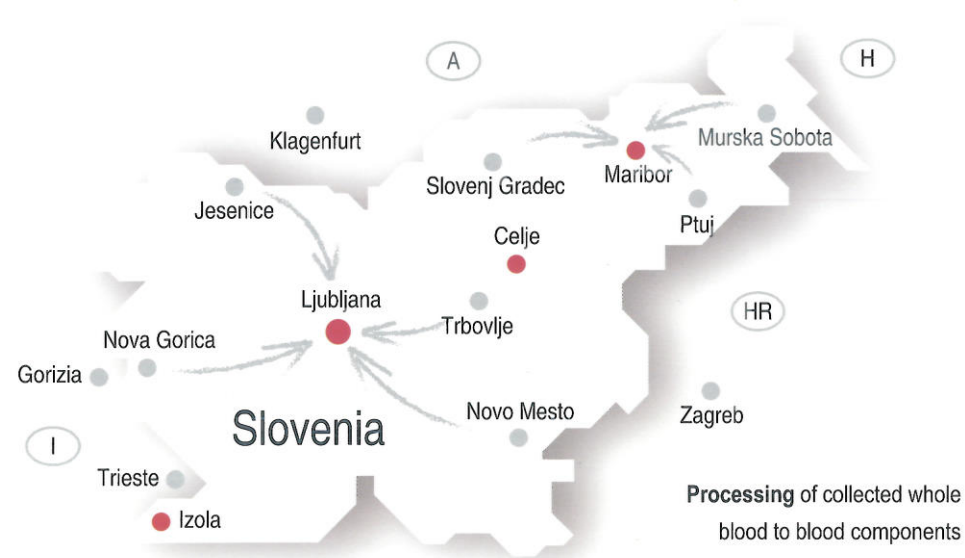 A
H
Klagenfurt
Murska Sobota
Slovenj Gradec
Maribor
Jesenice
Ptuj
Celje
Ljubljana
Trbovlje
HR
Nova Gorica
Gorizia
Novo Mesto
Zagreb
Slovenia
I
Trieste
Izola
Processing of collected whole
blood to blood components